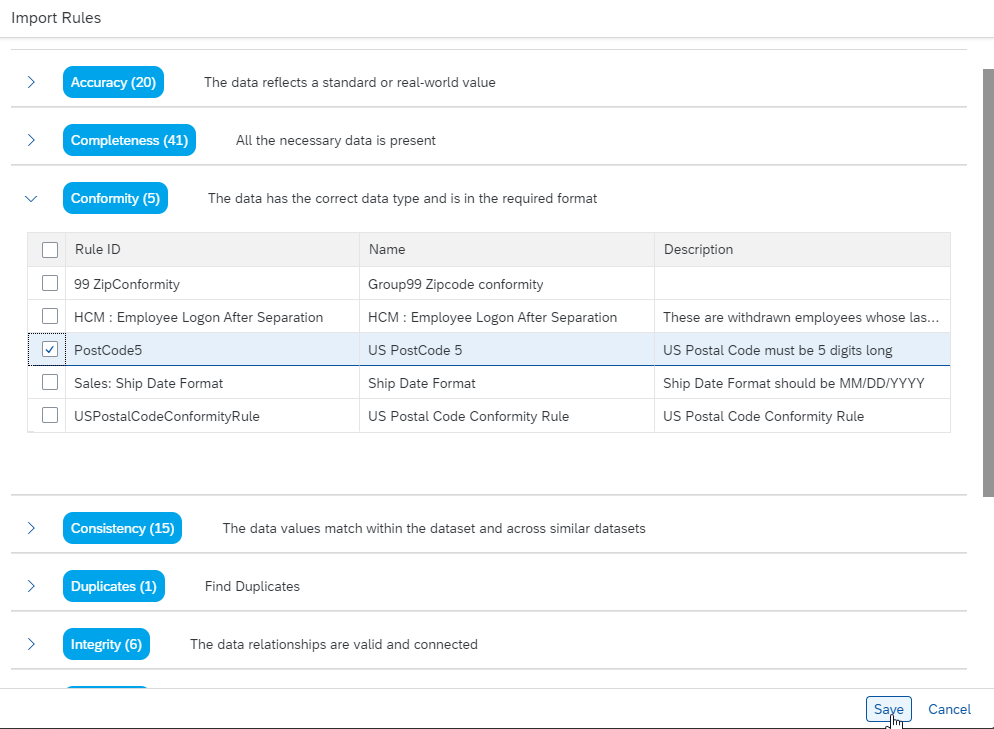 Import Rules
Accuracy (20) The data reflects a standard or real-world value
Completeness (41) All the necessary data is present
Conformity (5) The data has the correct data type and is in the required format
Rule ID Name Description
99 ZipConformity Group99 Zipcode conformity
HCM : Employee Logon After Separation HCM : Employee Logon After Separation These are withdrawn employees whose las...
PostCode5 US PostCode 5 US Postal Code must be 5 digits long
Sales: Ship Date Format Ship Date Format Ship Date Format should be MM/DD/YYYY
USPostalCodeConformityRule US Postal Code Conformity Rule US Postal Code Conformity Rule
Consistency (15) The data values match within the dataset and across similar datasets
Duplicates (1) Find Duplicates
Integrity (6) The data relationships are valid and connected
Save Cancel